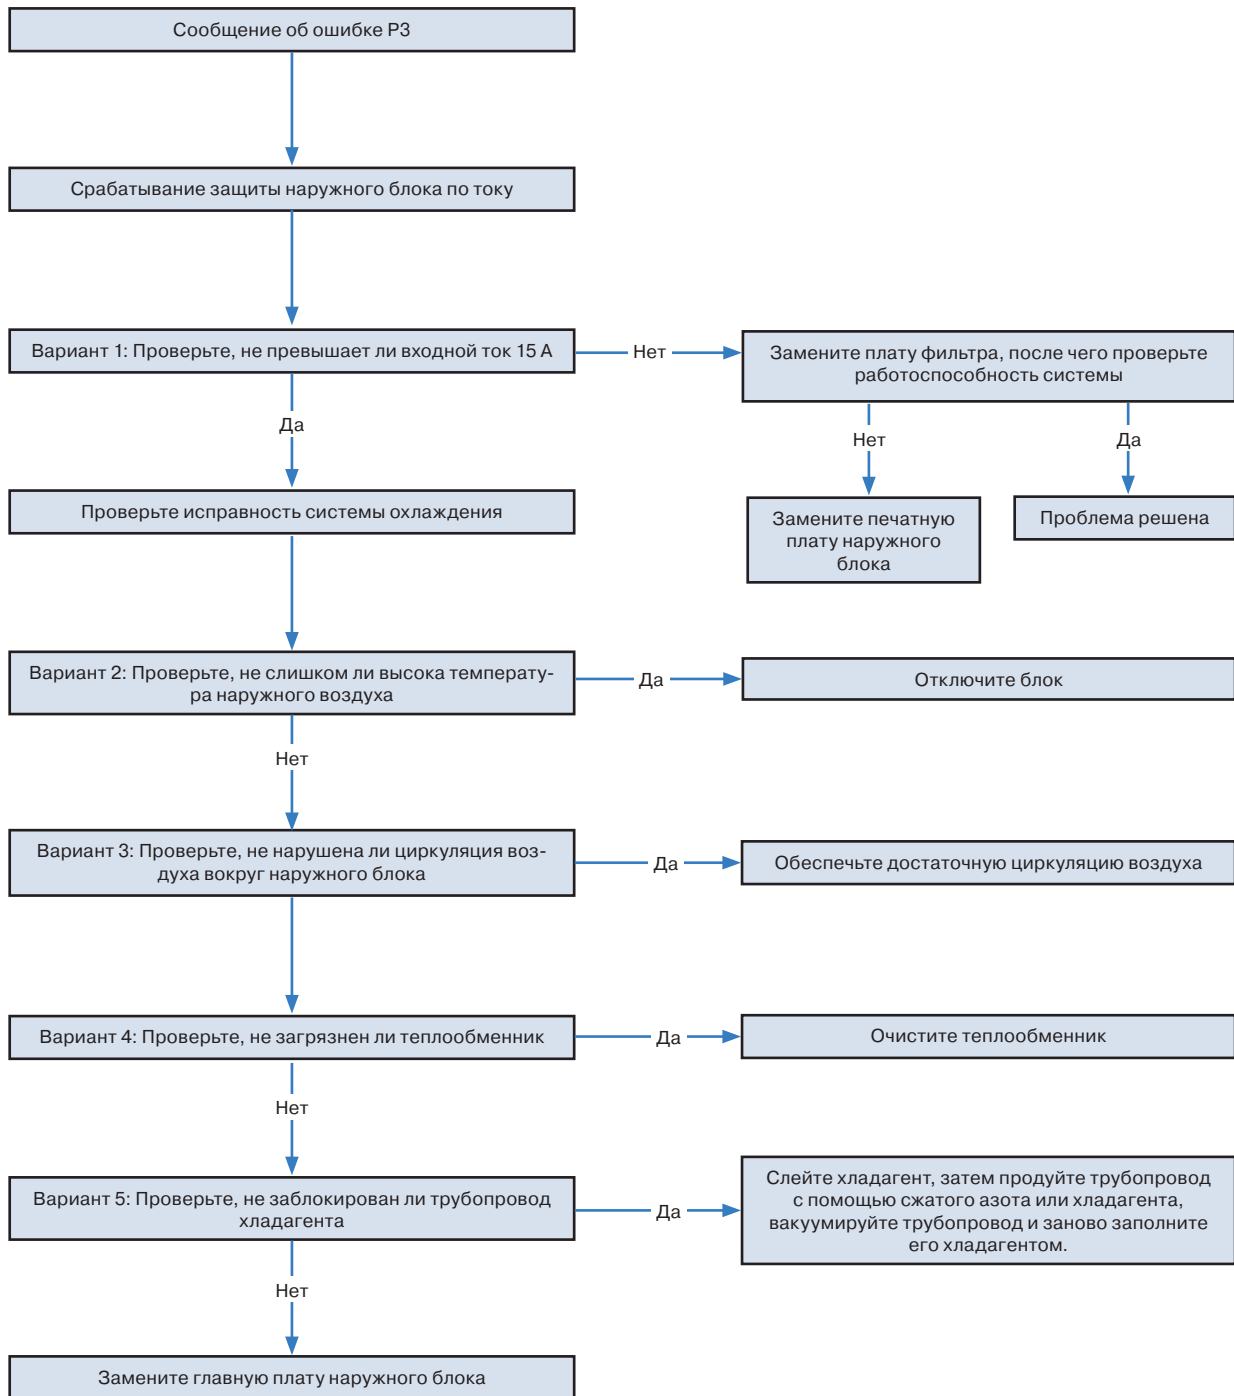 Сообщение об ошибке P3
Срабатывание защиты наружного блока по току
Вариант 1: Проверьте, не превышает ли входной ток 15 А
Нет
Замените плату фильтра, после чего проверьте
работоспособность системы
Да
Нет
Да
Проверьте исправность системы охлаждения
Замените печатную
плату наружного
блока
Проблема решена
Вариант 2: Проверьте, не слишком ли высока температу-
ра наружного воздуха
Да
Отключите блок
Нет
Вариант 3: Проверьте, не нарушена ли циркуляция воз-
духа вокруг наружного блока
Да
Обеспечьте достаточную циркуляцию воздуха
Вариант 4: Проверьте, не загрязнен ли теплообменник
Да
Очистите теплообменник
Нет
Вариант 5: Проверьте, не заблокирован ли трубопровод
хладагента
Да
Слейте хладагент, затем продуйте трубопровод
с помощью сжатого азота или хладагента,
вакуумируйте трубопровод и заново заполните
его хладагентом.
Нет
Замените главную плату наружного блока